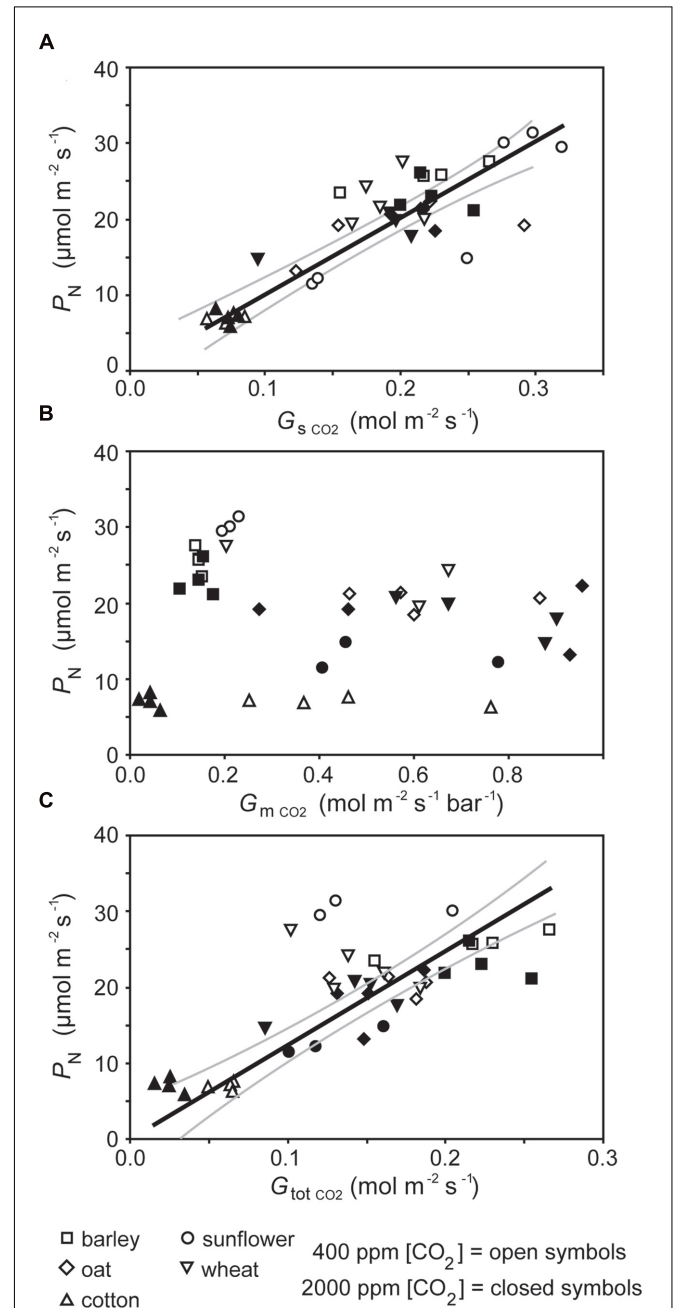 A
40
30
20
10
0
P_N (μmol m⁻² s⁻¹)
0.0 0.1 0.2 0.3
G_s CO2 (mol m⁻² s⁻¹)
B
40
30
20
10
0
P_N (μmol m⁻² s⁻¹)
0.0 0.2 0.4 0.6 0.8
G_m CO2 (mol m⁻² s⁻¹ bar⁻¹)
C
40
30
20
10
0
P_N (μmol m⁻² s⁻¹)
0.0 0.1 0.2 0.3
G_tot CO2 (mol m⁻² s⁻¹)
barley sunflower
oat wheat
cotton
400 ppm [CO₂] = open symbols
2000 ppm [CO₂] = closed symbols